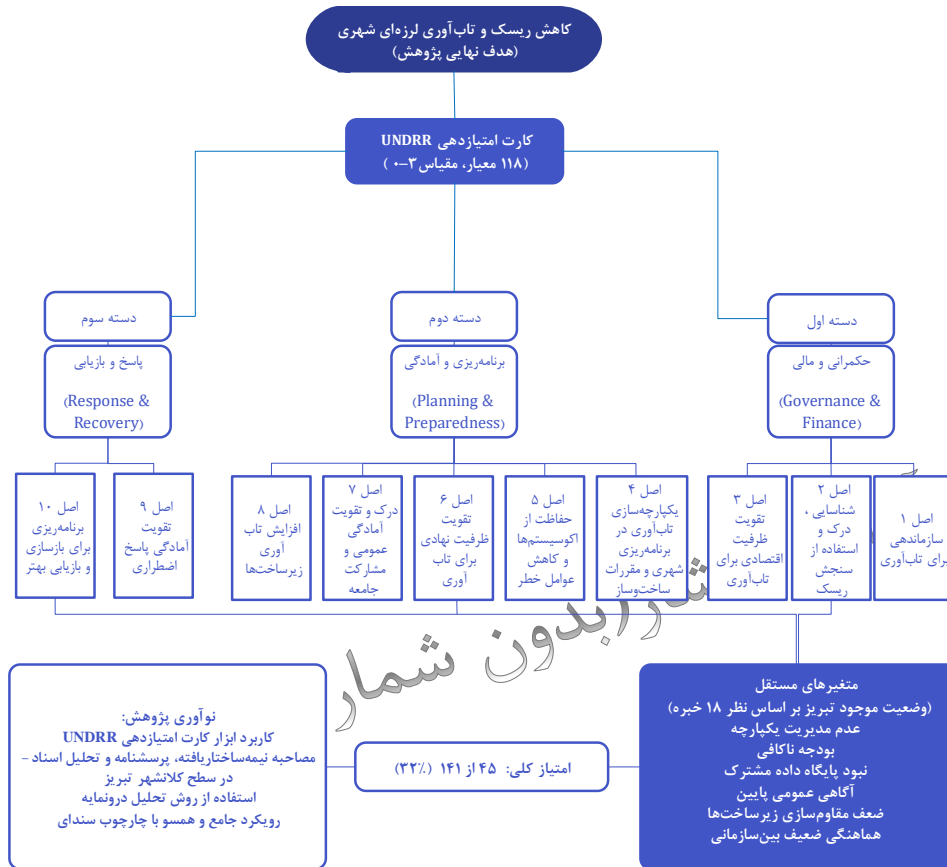 کاهش ریسک و تاب‌آوری لرزه‌ای شهری
(هدف نهایی پژوهش)
کارت امتیازدهی UNDRR
(۱۱۸ معیار، مقیاس ۳-۰ )
دسته اول
حکمرانی و مالی
(Governance &
Finance)
دسته دوم
برنامه‌ریزی و آمادگی
(Planning &
Preparedness)
دسته سوم
پاسخ و بازیابی
(Response &
Recovery)
اصل ۱
سازماندهی
برای تاب‌آوری
اصل ۲
شناسایی ،
درک و
استفاده از
سنجش
ریسک
اصل ۳
تقویت
ظرفیت
اقتصادی برای
تاب‌آوری
اصل ۴
یکپارچه‌سازی
تاب‌آوری در
برنامه‌ریزی
شهری و مقررات
ساخت‌وساز
اصل ۵
حفاظت از
اکوسیستم‌ها
و کاهش
عوامل خطر
اصل ۶
تقویت
ظرفیت نهادی
برای تاب
آوری
اصل ۷
درک و تقویت
آمادگی
عمومی و
مشارکت
جامعه
اصل ۸
افزایش تاب
آوری
زیرساخت‌ها
اصل ۹
تقویت
آمادگی پاسخ
اضطراری
اصل ۱۰
برنامه‌ریزی
برای بازسازی
و بازیابی بهتر
متغیرهای مستقل
(وضعیت موجود تبریز بر اساس نظر ۱۸ خبره)
عدم مدیریت یکپارچه
بودجه ناکافی
نبود پایگاه داده مشترک
آگاهی عمومی پایین
ضعف مقاوم‌سازی زیرساخت‌ها
هماهنگی ضعیف بین‌سازمانی
امتیاز کلی: ۴۵ از ۱۴۱ (۳۲٪)
نوآوری پژوهش:
کاربرد ابزار کارت امتیازدهی UNDRR
مصاحبه نیمه‌ساختاریافته، پرسشنامه و تحلیل اسناد –
در سطح کلانشهر تبریز
استفاده از روش تحلیل درونمایه
رویکرد جامع و همسو با چارچوب سندای
(بدون شمار